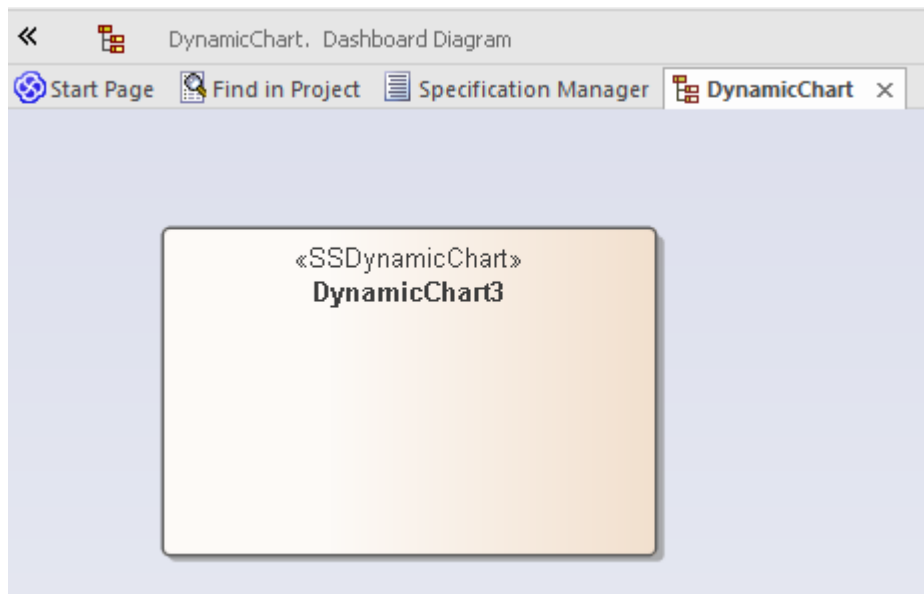 DynamicChart. Dashboard Diagram
Start Page Find in Project Specification Manager DynamicChart
«SSDynamicChart»
DynamicChart3